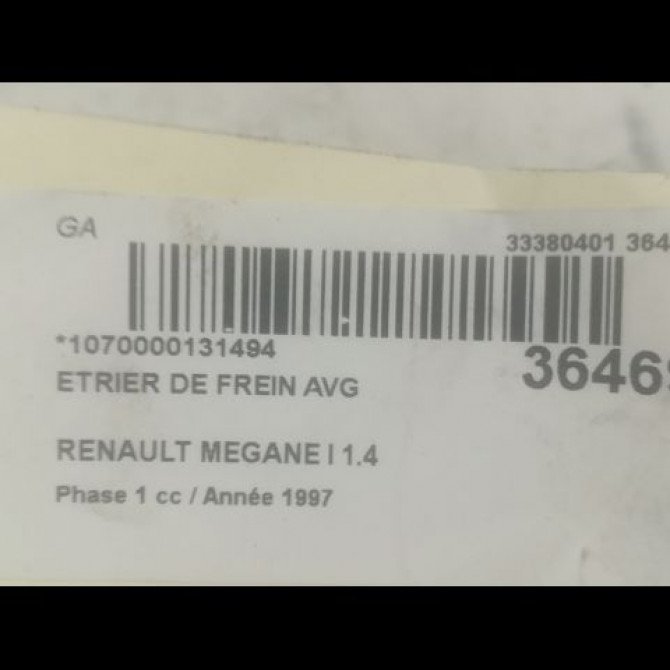 GA
33380401 364
*1070000131494
3646
ETRIER DE FREIN AVG
RENAULT MEGANE I 1.4
Phase 1 cc / Année 1997